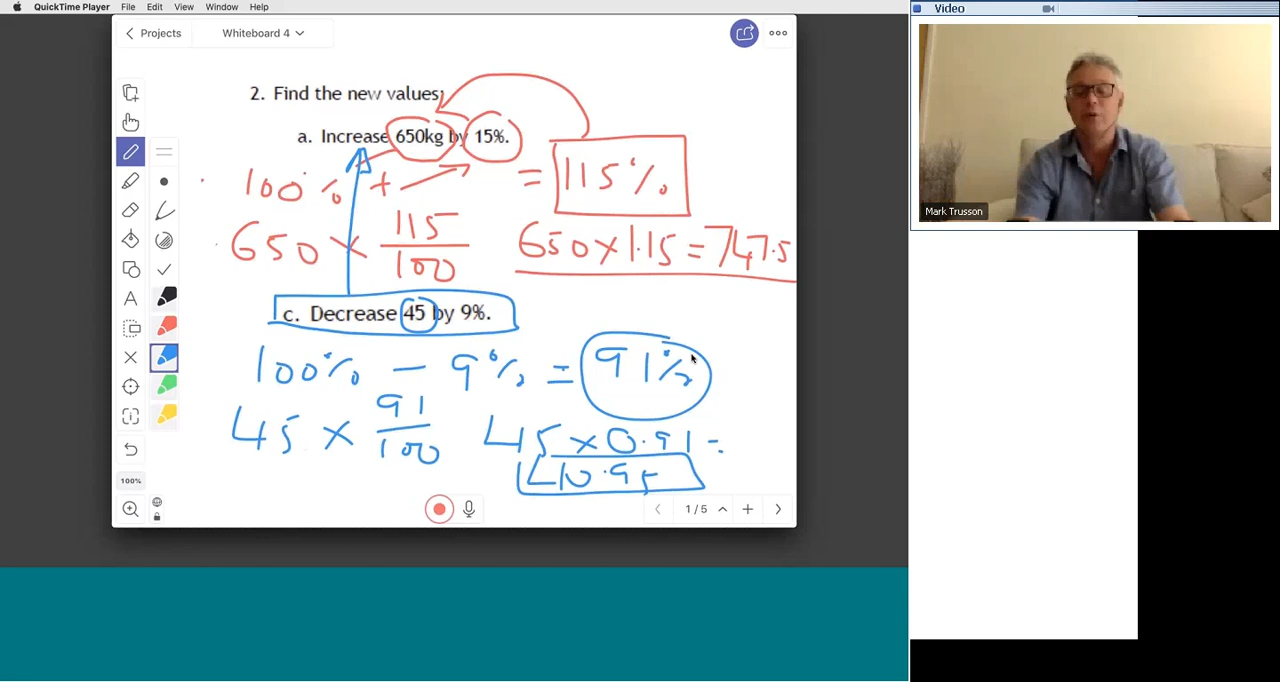 QuickTime Player File Edit View Window Help
Video
Projects Whiteboard 4
2. Find the new values:
a. Increase 650kg by 15%.
100% + = 115%
650 × 115/100 650×1.15=747.5
c. Decrease 45 by 9%.
100% − 9% = 91%
45 × 91/100 45×0.91=
40.95
A
100%
1 / 5
Mark Trusson